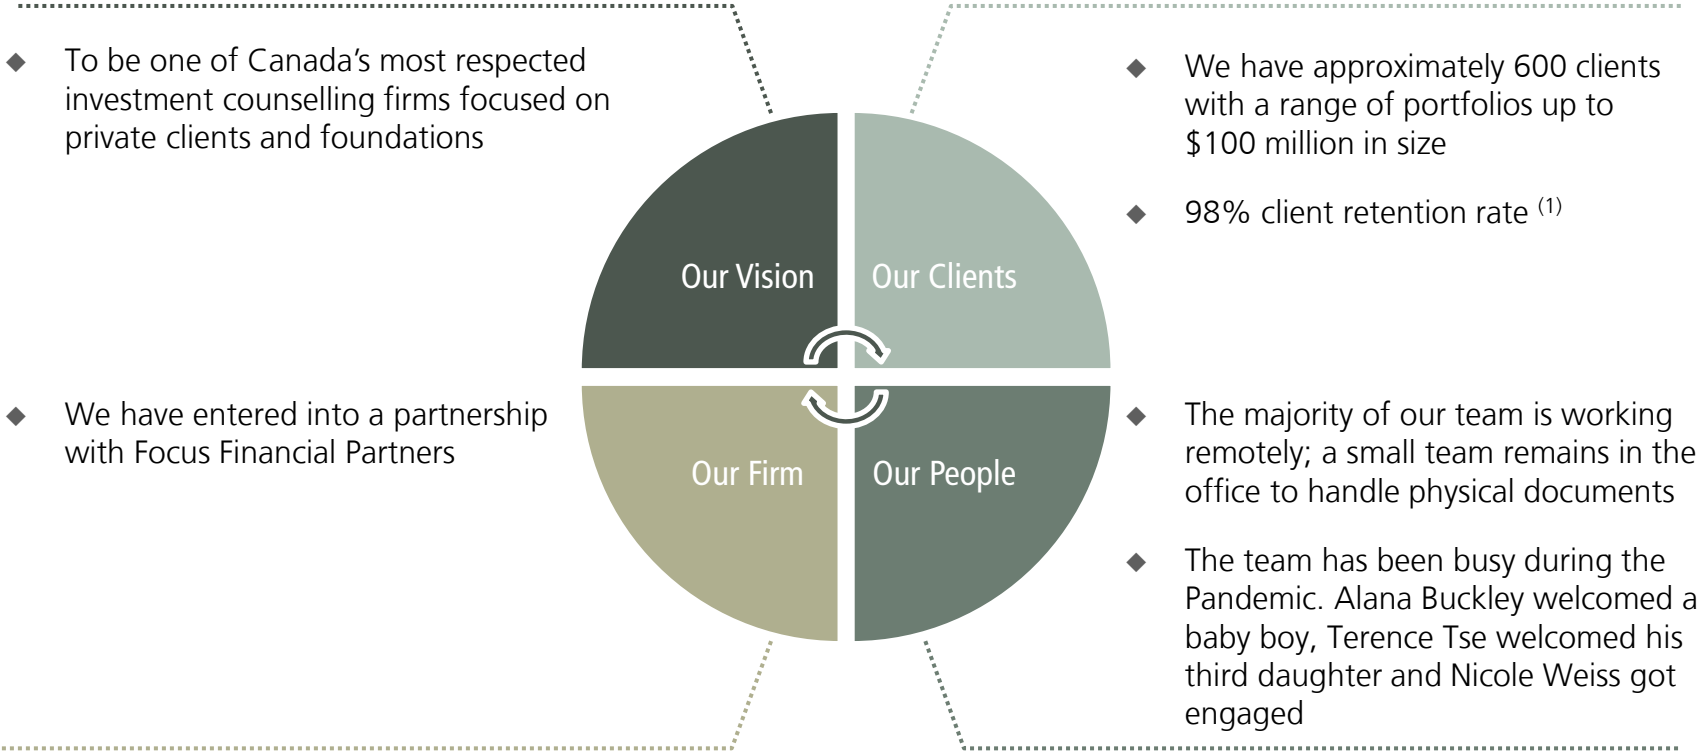 ◆ To be one of Canada’s most respected
investment counselling firms focused on
private clients and foundations
◆ We have approximately 600 clients
with a range of portfolios up to
$100 million in size
◆ 98% client retention rate (1)
Our Vision
Our Clients
◆ We have entered into a partnership
with Focus Financial Partners
Our Firm
Our People
◆ The majority of our team is working
remotely; a small team remains in the
office to handle physical documents
◆ The team has been busy during the
Pandemic. Alana Buckley welcomed a
baby boy, Terence Tse welcomed his
third daughter and Nicole Weiss got
engaged